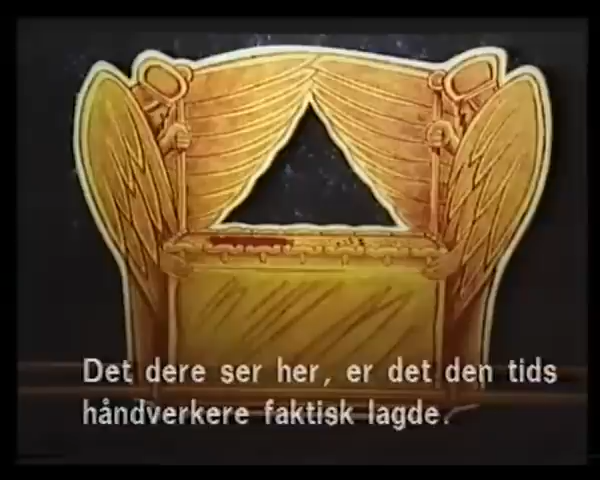 Det dere ser her, er det den tids
håndverkere faktisk lagde.